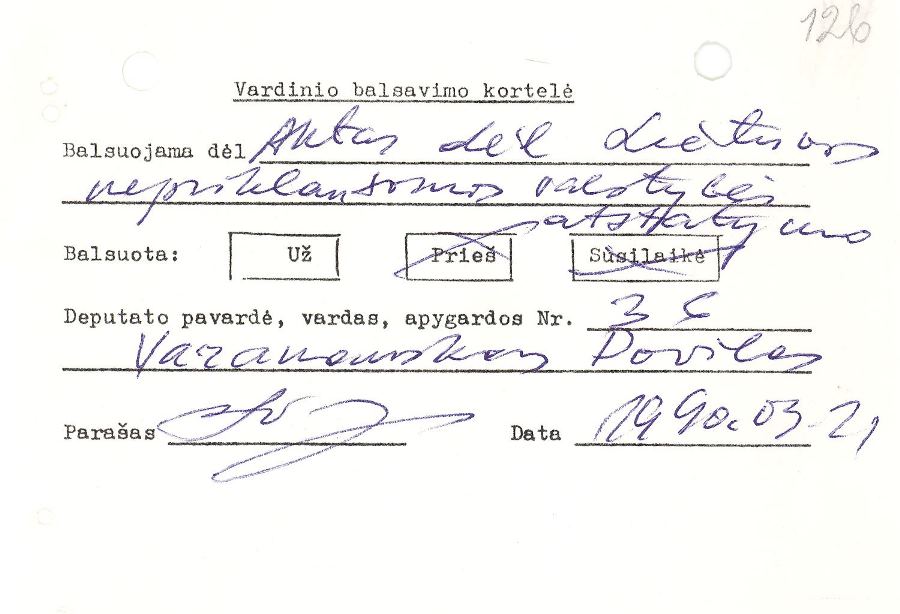 126
Vardinio balsavimo kortelė
Balsuojama dėl Aktas dėl Lietuvos
nepriklausomos valstybės
atstatymo
Balsuota: Už Prieš Susilaikė
Deputato pavardė, vardas, apygardos Nr. 36
Varanauskas Povilas
Parašas Data 1990.03.11